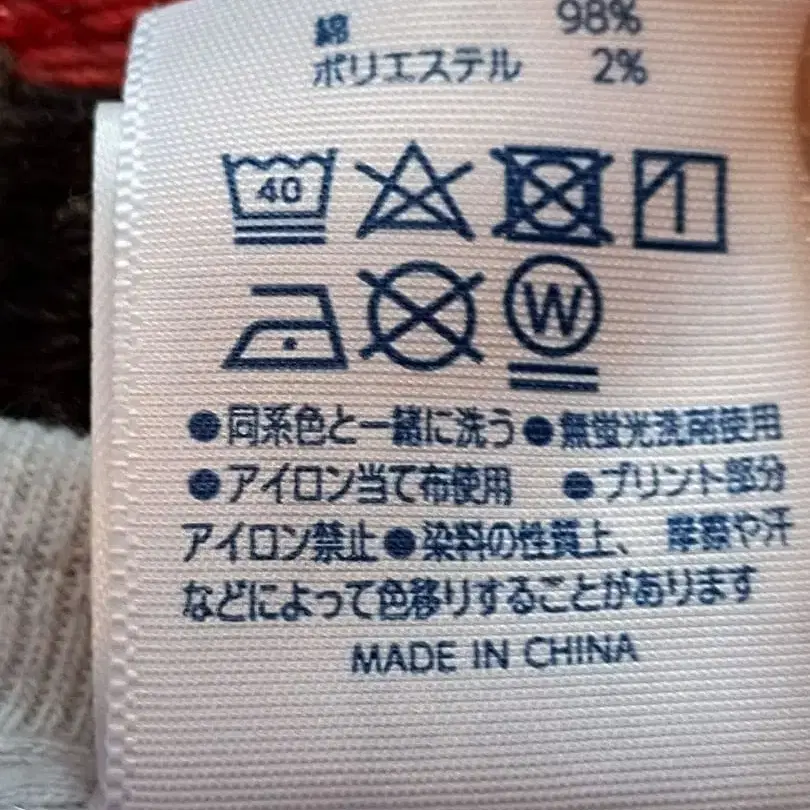 綿 98%
ポリエステル 2%
40
W
●同系色と一緒に洗う●無蛍光洗剤使用
●アイロン当て布使用 ●プリント部分
アイロン禁止●染料の性質上、摩擦や汗
などによって色移りすることがあります
MADE IN CHINA